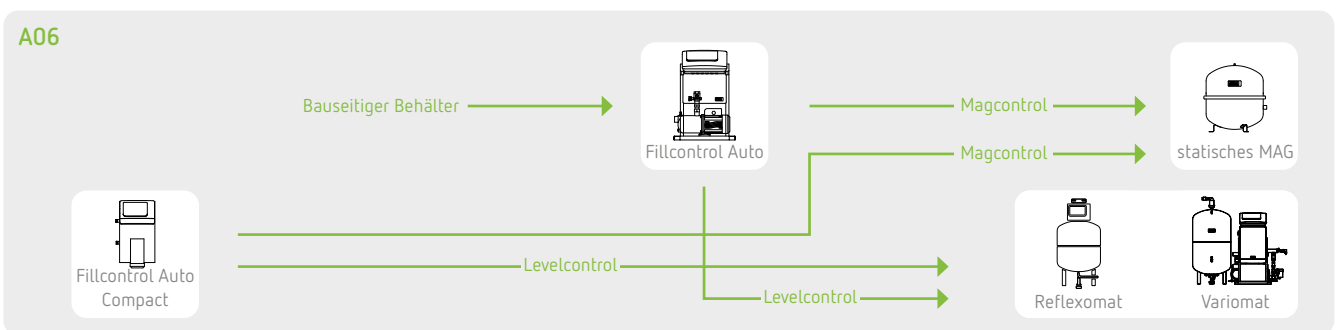 A06
Bauseitiger Behälter
Magcontrol
Fillcontrol Auto
Magcontrol
statisches MAG
Fillcontrol Auto
Compact
Levelcontrol
Levelcontrol
Reflexomat
Variomat